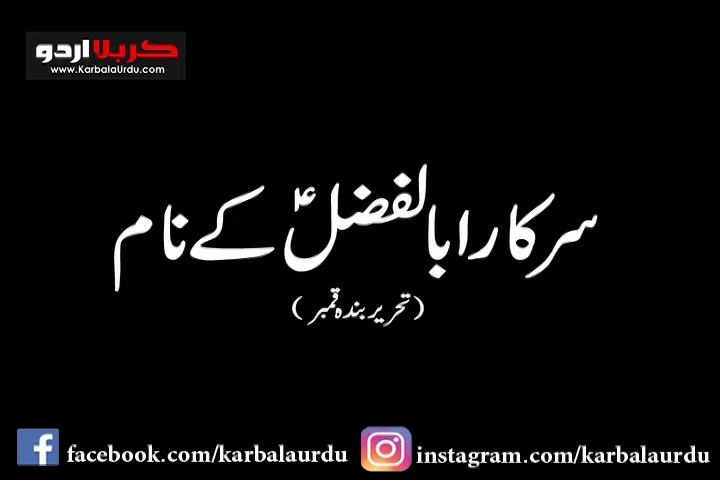 کربلا اردو
www.KarbalaUrdu.com
سرکار ابالفضلؑ کے نام
(تحریر بندہ قمبر)
facebook.com/karbalaurdu instagram.com/karbalaurdu